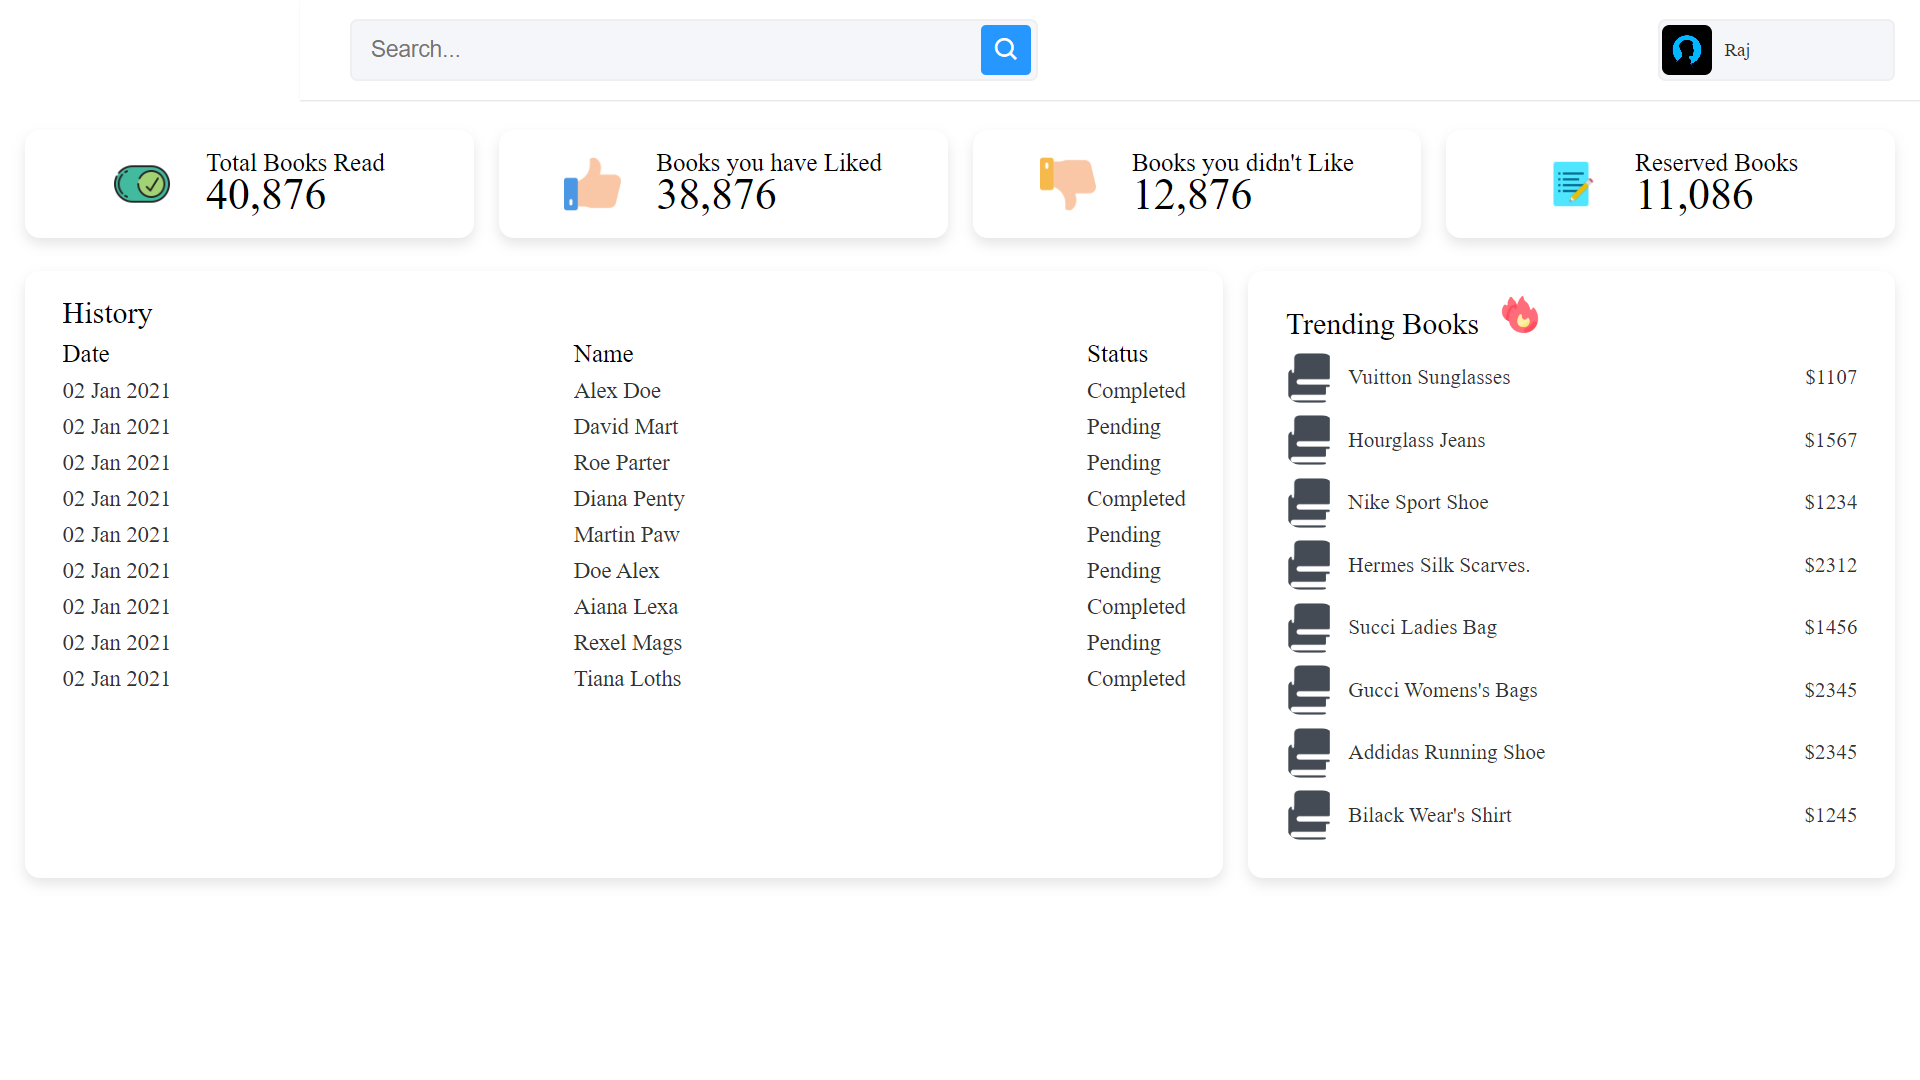 Search...
Raj
Total Books Read
40,876
Books you have Liked
38,876
Books you didn't Like
12,876
Reserved Books
11,086
History
Date Name Status
02 Jan 2021 Alex Doe Completed
02 Jan 2021 David Mart Pending
02 Jan 2021 Roe Parter Pending
02 Jan 2021 Diana Penty Completed
02 Jan 2021 Martin Paw Pending
02 Jan 2021 Doe Alex Pending
02 Jan 2021 Aiana Lexa Completed
02 Jan 2021 Rexel Mags Pending
02 Jan 2021 Tiana Loths Completed
Trending Books
Vuitton Sunglasses $1107
Hourglass Jeans $1567
Nike Sport Shoe $1234
Hermes Silk Scarves. $2312
Succi Ladies Bag $1456
Gucci Womens's Bags $2345
Addidas Running Shoe $2345
Bilack Wear's Shirt $1245